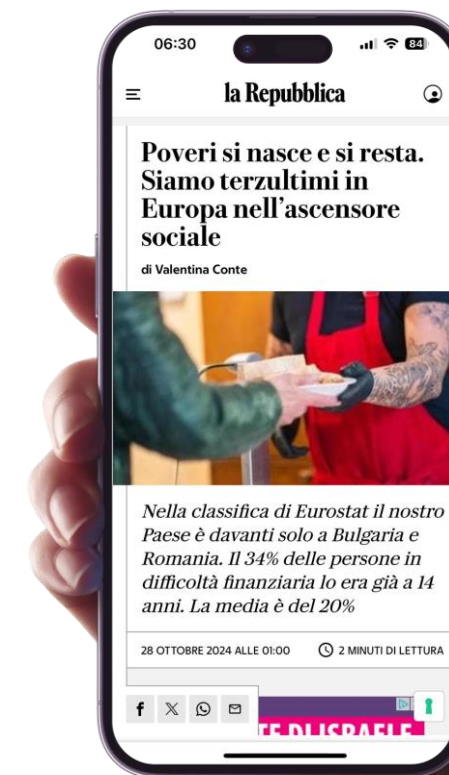 06:30
84
la Repubblica
Poveri si nasce e si resta.
Siamo terzultimi in
Europa nell’ascensore
sociale
di Valentina Conte
Nella classifica di Eurostat il nostro
Paese è davanti solo a Bulgaria e
Romania. Il 34% delle persone in
difficoltà finanziaria lo era già a 14
anni. La media è del 20%
28 OTTOBRE 2024 ALLE 01:00 2 MINUTI DI LETTURA
DI ISRAELE